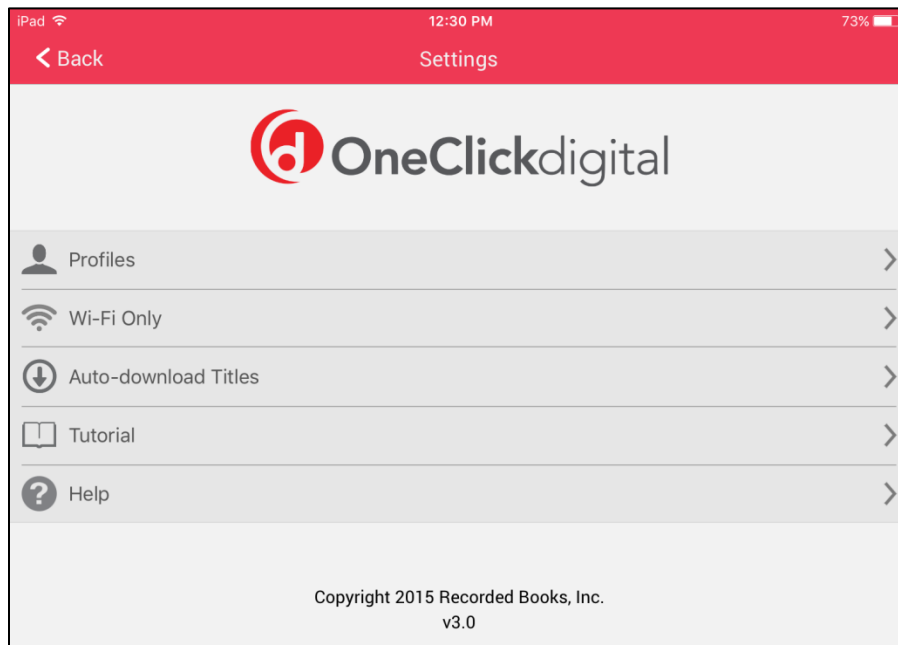 iPad 12:30 PM 73%
Back Settings
OneClickdigital
Profiles
Wi-Fi Only
Auto-download Titles
Tutorial
Help
Copyright 2015 Recorded Books, Inc.
v3.0